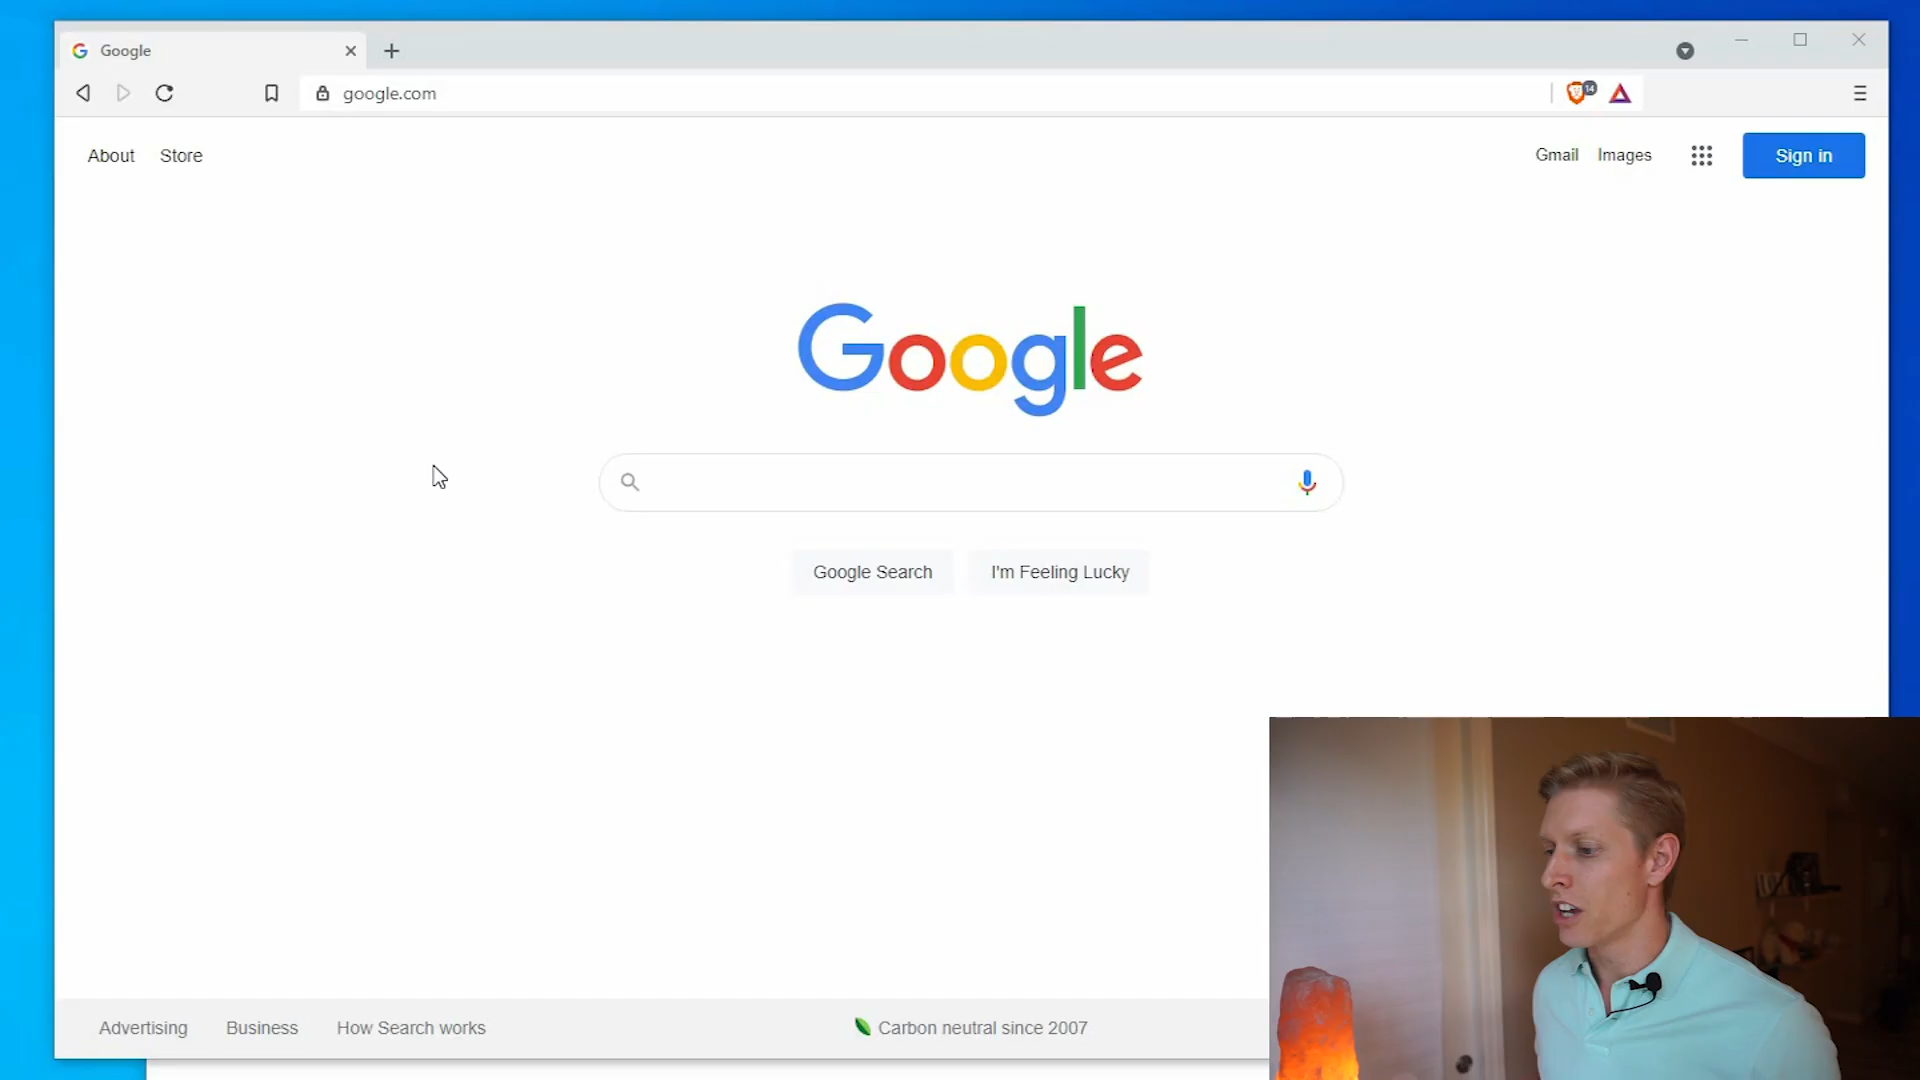 Google
google.com
14
About Store
Gmail Images
Sign in
Google
Google Search I'm Feeling Lucky
Advertising Business How Search works
Carbon neutral since 2007